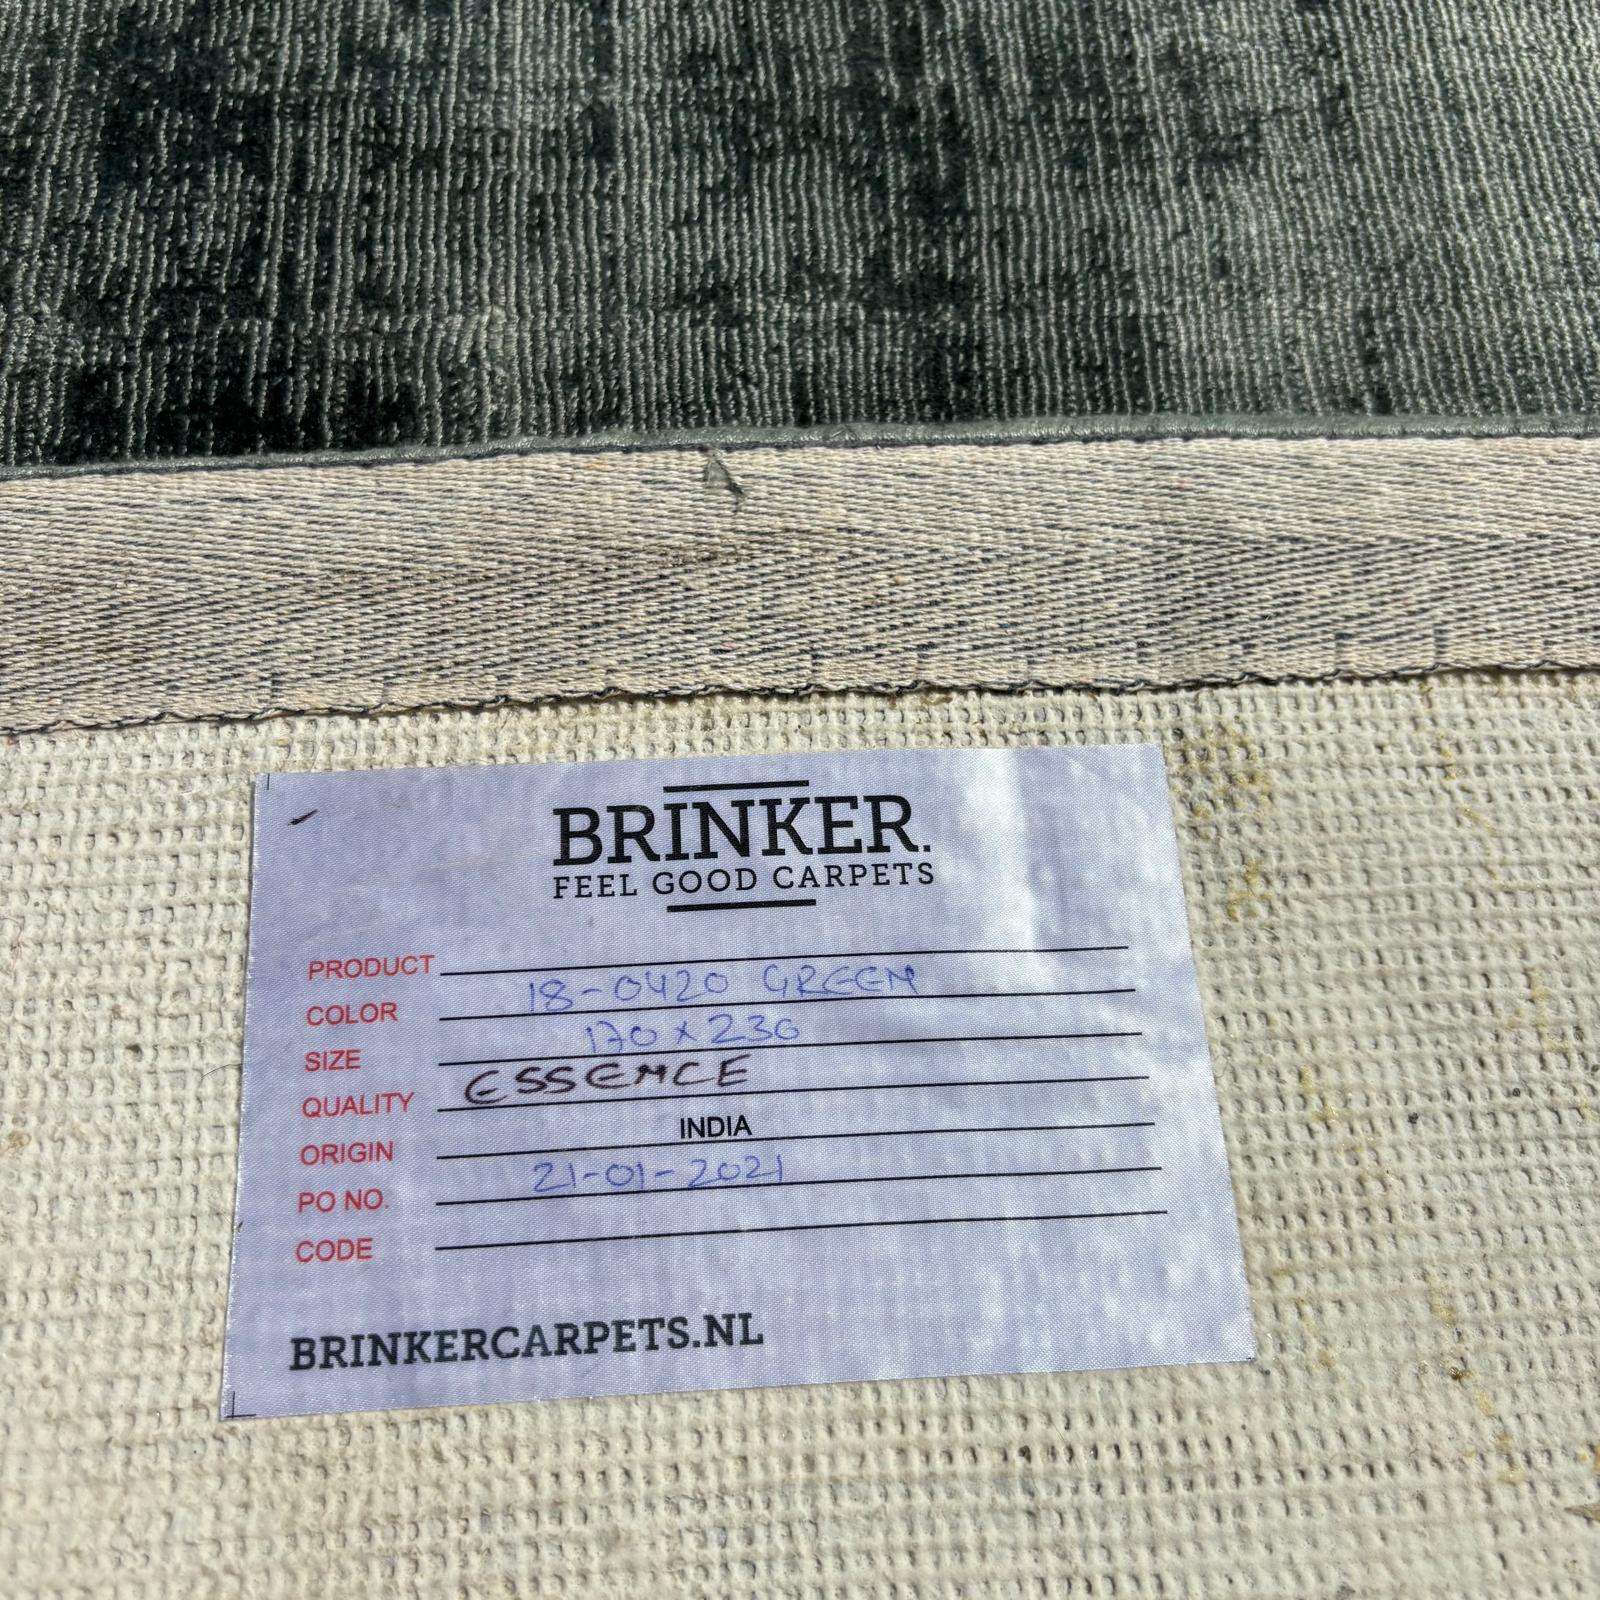 BRINKER.
FEEL GOOD CARPETS
PRODUCT
COLOR 18-0420 GREEN
SIZE 170 x 230
QUALITY ESSENCE
ORIGIN INDIA
PO NO. 21-01-2021
CODE
BRINKERCARPETS.NL